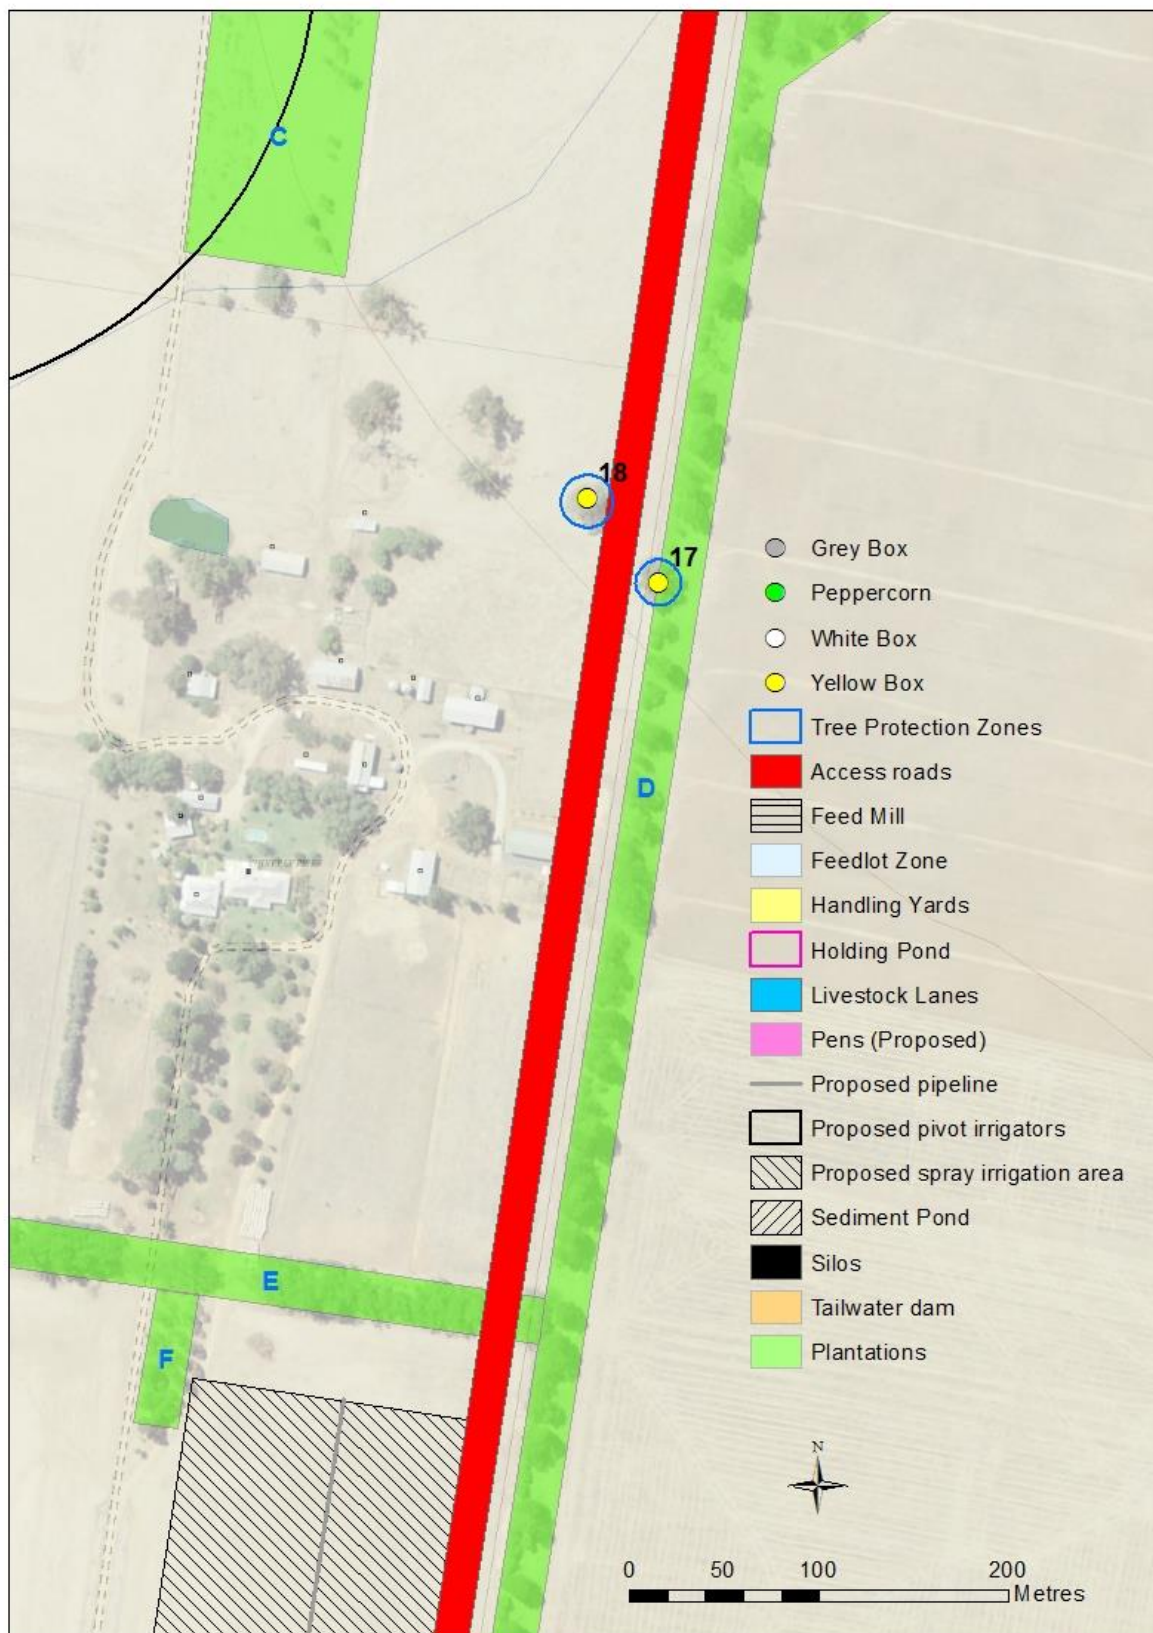 C
18
17
Grey Box
Peppercorn
White Box
Yellow Box
Tree Protection Zones
Access roads
Feed Mill
Feedlot Zone
Handling Yards
Holding Pond
Livestock Lanes
Pens (Proposed)
Proposed pipeline
Proposed pivot irrigators
Proposed spray irrigation area
Sediment Pond
Silos
Tailwater dam
Plantations
D
E
F
N
0 50 100 200
Metres